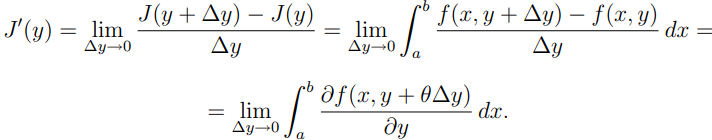 J'(y) = \lim_{\Delta y \to 0} \frac{J(y + \Delta y) - J(y)}{\Delta y} = \lim_{\Delta y \to 0} \int_a^b \frac{f(x, y + \Delta y) - f(x, y)}{\Delta y} \, dx =
= \lim_{\Delta y \to 0} \int_a^b \frac{\partial f(x, y + \theta \Delta y)}{\partial y} \, dx.